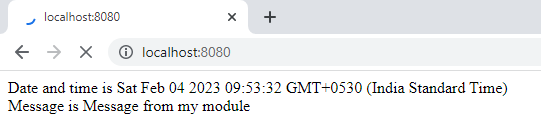 localhost:8080
localhost:8080
Date and time is Sat Feb 04 2023 09:53:32 GMT+0530 (India Standard Time)
Message is Message from my module